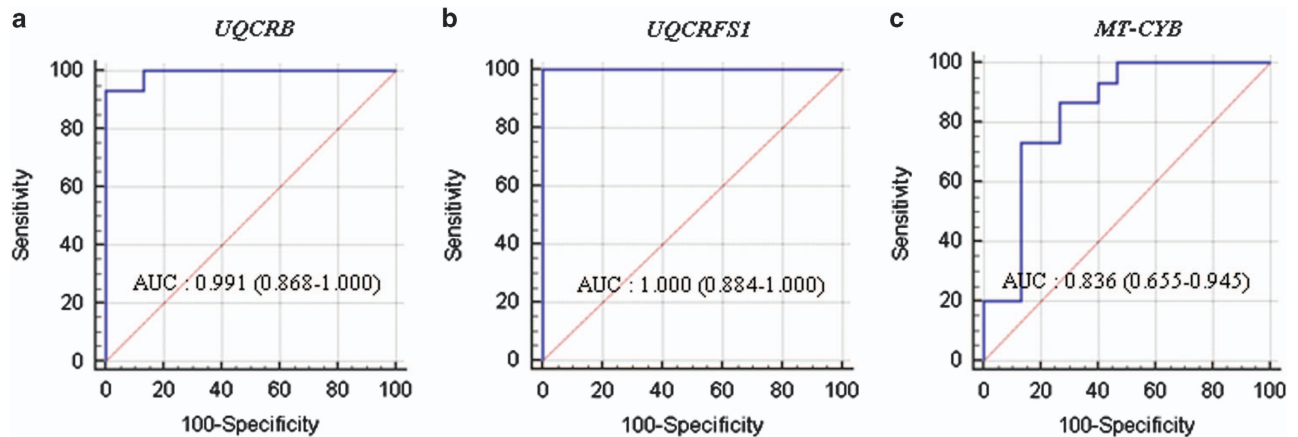 a
UQCRB
100
80
60
40
20
0
Sensitivity
AUC : 0.991 (0.868-1.000)
0 20 40 60 80 100
100-Specificity
b
UQCRFS1
100
80
60
40
20
0
Sensitivity
AUC : 1.000 (0.884-1.000)
0 20 40 60 80 100
100-Specificity
c
MT-CYB
100
80
60
40
20
0
Sensitivity
AUC : 0.836 (0.655-0.945)
0 20 40 60 80 100
100-Specificity